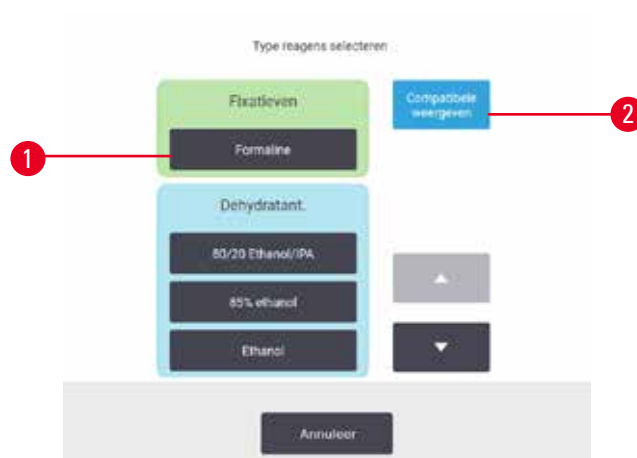 Type reagens selecteren
Fixatieven
Compatibele
weergeven
2
1
Formaline
Dehydratant.
80/20 Ethanol/IPA
85% ethanol
Ethanol
Annuleer